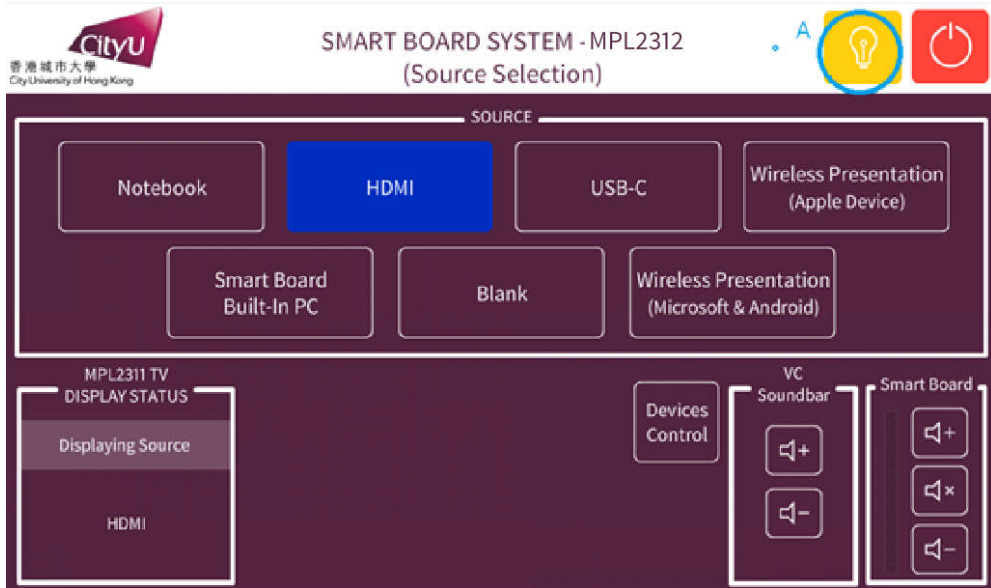 CityU
香港城市大學
City University of Hong Kong
SMART BOARD SYSTEM - MPL2312
(Source Selection)
A
SOURCE
Notebook
HDMI
USB-C
Wireless Presentation
(Apple Device)
Smart Board
Built-In PC
Blank
Wireless Presentation
(Microsoft & Android)
MPL2311 TV
DISPLAY STATUS
Displaying Source
HDMI
Devices
Control
VC
Soundbar
Smart Board